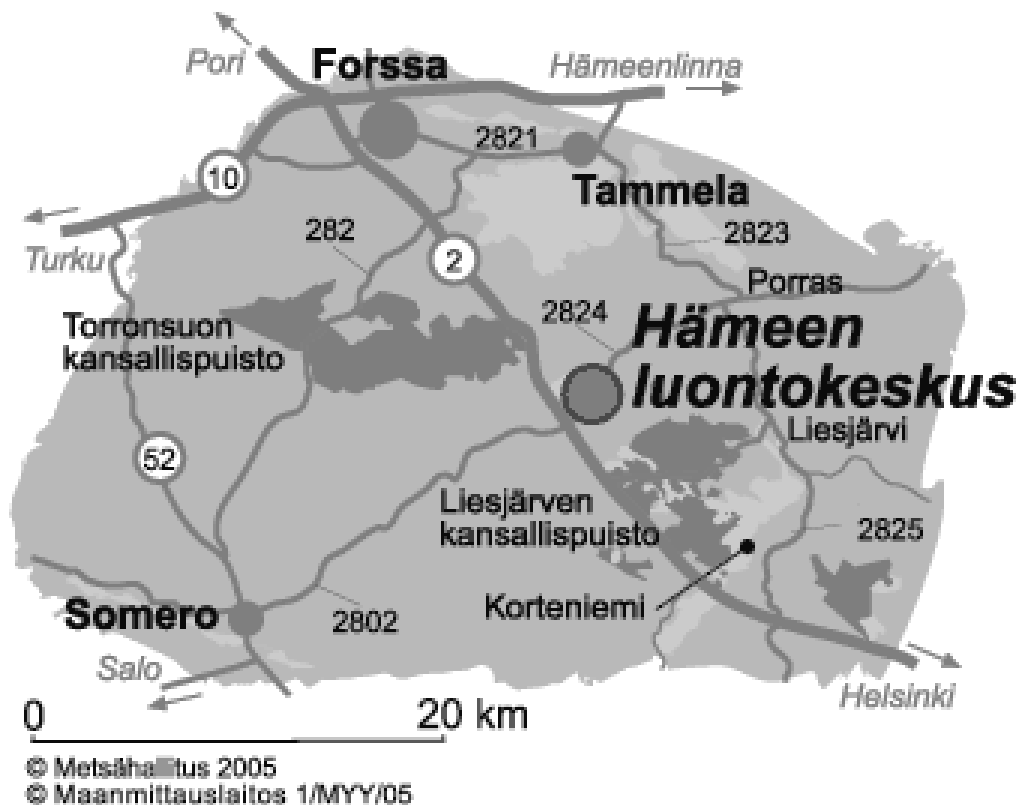 Pori
Forssa
Hämeenlinna
2821
10
Tammela
282
2823
Turku
2
Porras
2824
Hämeen
luontokeskus
Torronsuon
kansallispuisto
Liesjärvi
52
Liesjärven
kansallispuisto
2825
Korteniemi
Somero
2802
Salo
Helsinki
0
20 km
© Metsähallitus 2005
© Maanmittauslaitos 1/MYY/05